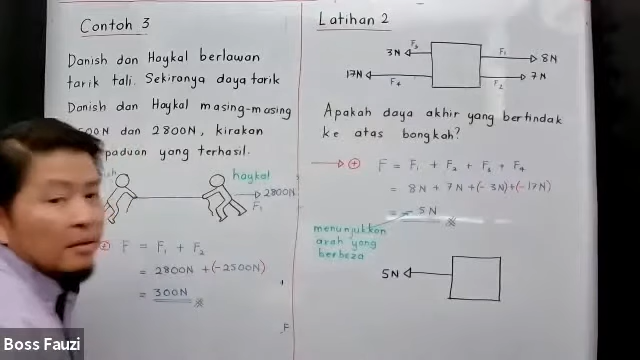 Contoh 3
Danish dan Haykal berlawan
tarik tali. Sekiranya daya tarik
Danish dan Haykal masing-masing
500N dan 2800N, kirakan
paduan yang terhasil.
haykal
2800N
F₁
F = F₁ + F₂
= 2800N + (-2500N)
= 300N
Latihan 2
F₃
3N
F₁
8N
17N
F₄
F₂
7N
Apakah daya akhir yang bertindak
ke atas bongkah?
F = F₁ + F₂ + F₃ + F₄
= 8N + 7N + (-3N) + (-17N)
= - 5N
menunjukkan
arah yang
berbeza
5N
Boss Fauzi